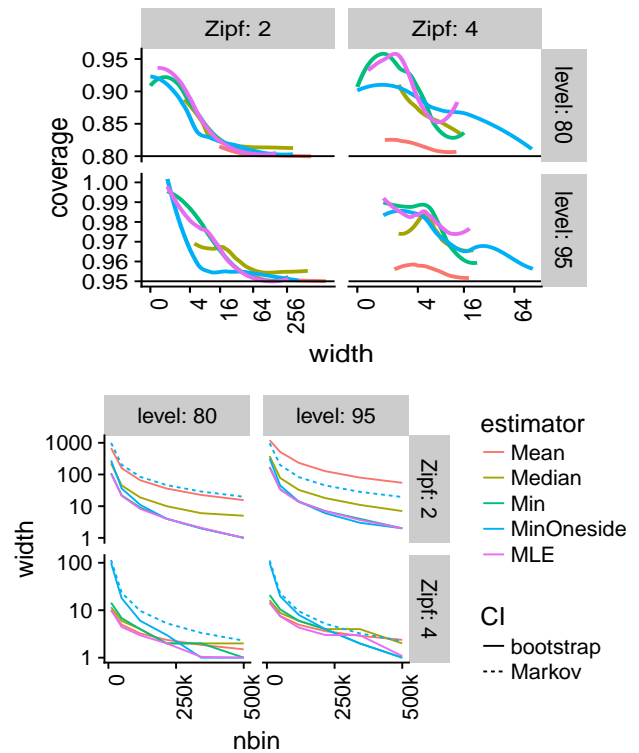 Zipf: 2 Zipf: 4
0.95
0.90
0.85
0.80
level: 80
coverage
1.00
0.99
0.98
0.97
0.96
0.95
level: 95
0 4 16 64 256 0 4 16 64
width
level: 80 level: 95
1000
100
10
1
Zipf: 2
width
100
10
1
Zipf: 4
0 250k 500k 0 250k 500k
nbin
estimator
Mean
Median
Min
MinOneside
MLE
CI
bootstrap
Markov